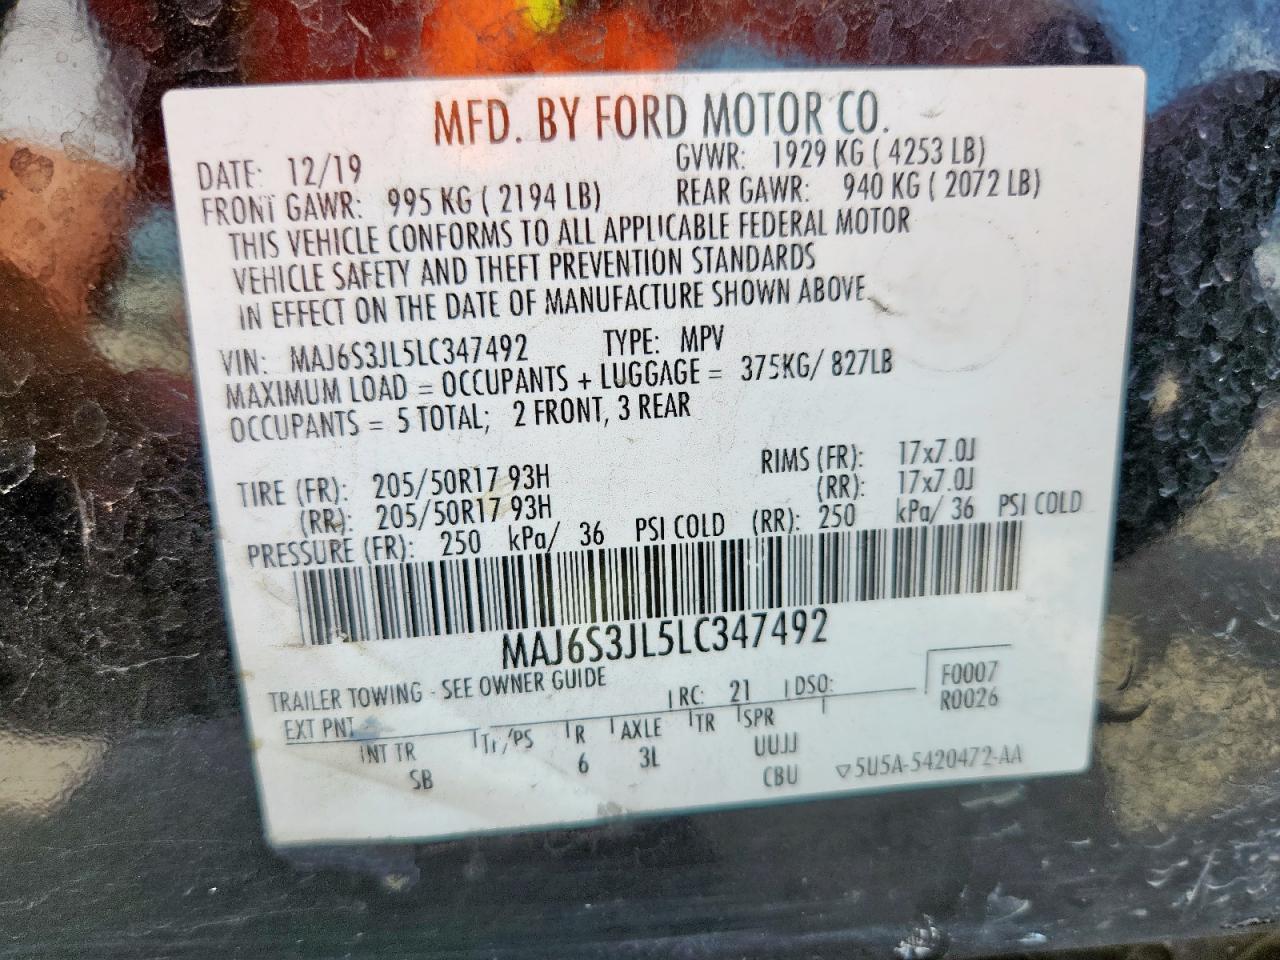 MFD. BY FORD MOTOR CO.
DATE: 12/19 GVWR: 1929 KG ( 4253 LB)
FRONT GAWR: 995 KG ( 2194 LB) REAR GAWR: 940 KG ( 2072 LB)
THIS VEHICLE CONFORMS TO ALL APPLICABLE FEDERAL MOTOR
VEHICLE SAFETY AND THEFT PREVENTION STANDARDS
IN EFFECT ON THE DATE OF MANUFACTURE SHOWN ABOVE.
VIN: MAJ6S3JL5LC347492 TYPE: MPV
MAXIMUM LOAD = OCCUPANTS + LUGGAGE = 375KG/ 827LB
OCCUPANTS = 5 TOTAL; 2 FRONT, 3 REAR
TIRE (FR): 205/50R17 93H RIMS (FR): 17x7.0J
(RR): 205/50R17 93H (RR): 17x7.0J
PRESSURE (FR): 250 kPa/ 36 PSI COLD (RR): 250 kPa/ 36 PSI COLD
MAJ6S3JL5LC347492
TRAILER TOWING - SEE OWNER GUIDE
EXT PNT RC: 21 DSO: F0007
R0026
INT TR TP/PS R AXLE TR SPR
SB 6 3L UUJJ
CBU ▽5U5A-5420472-AA